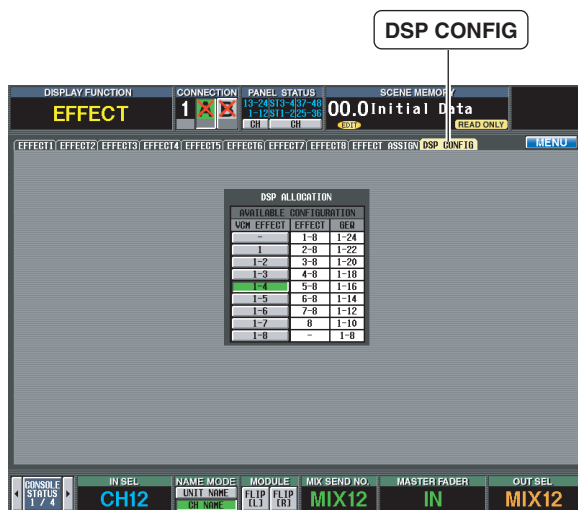 DSP CONFIG
DISPLAY FUNCTION
EFFECT
CONNECTION
1
PANEL STATUS
13-24 ST3-4 37-48
1-12 ST1-2 25-36
CH CH
SCENE MEMORY
00.0 Initial Data
EDIT
READ ONLY
EFFECT1 EFFECT2 EFFECT3 EFFECT4 EFFECT5 EFFECT6 EFFECT7 EFFECT8 EFFECT ASSIGN DSP CONFIG
MENU
DSP ALLOCATION
AVAILABLE CONFIGURATION
VCM EFFECT EFFECT GEQ
- 1-8 1-24
1 2-8 1-22
1-2 3-8 1-20
1-3 4-8 1-18
1-4 5-8 1-16
1-5 6-8 1-14
1-6 7-8 1-12
1-7 8 1-10
1-8 - 1-8
CONSOLE
STATUS
1 / 4
IN SEL
CH12
NAME MODE
UNIT NAME
CH NAME
MODULE
FLIP [L] FLIP [R]
MIX SEND NO.
MIX12
MASTER FADER
IN
OUT SEL
MIX12